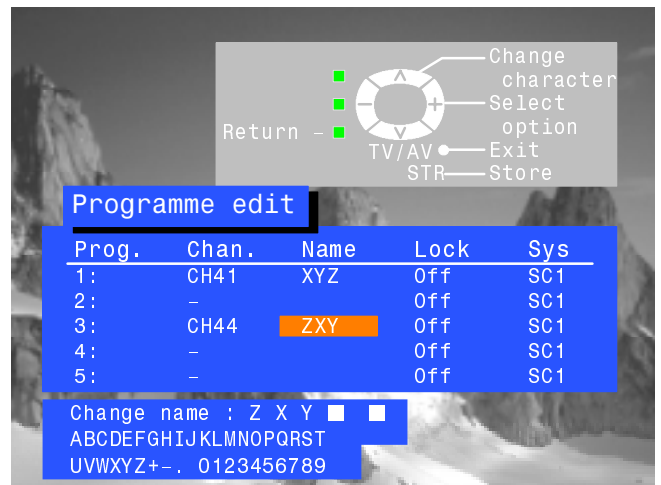 Change
character
Select
option
Return –
TV/AV Exit
STR Store
Programme edit
Prog. Chan. Name Lock Sys
1: CH41 XYZ Off SC1
2: – Off SC1
3: CH44 ZXY Off SC1
4: – Off SC1
5: – Off SC1
Change name : Z X Y
ABCDEFGHIJKLMNOPQRST
UVWXYZ+–. 0123456789